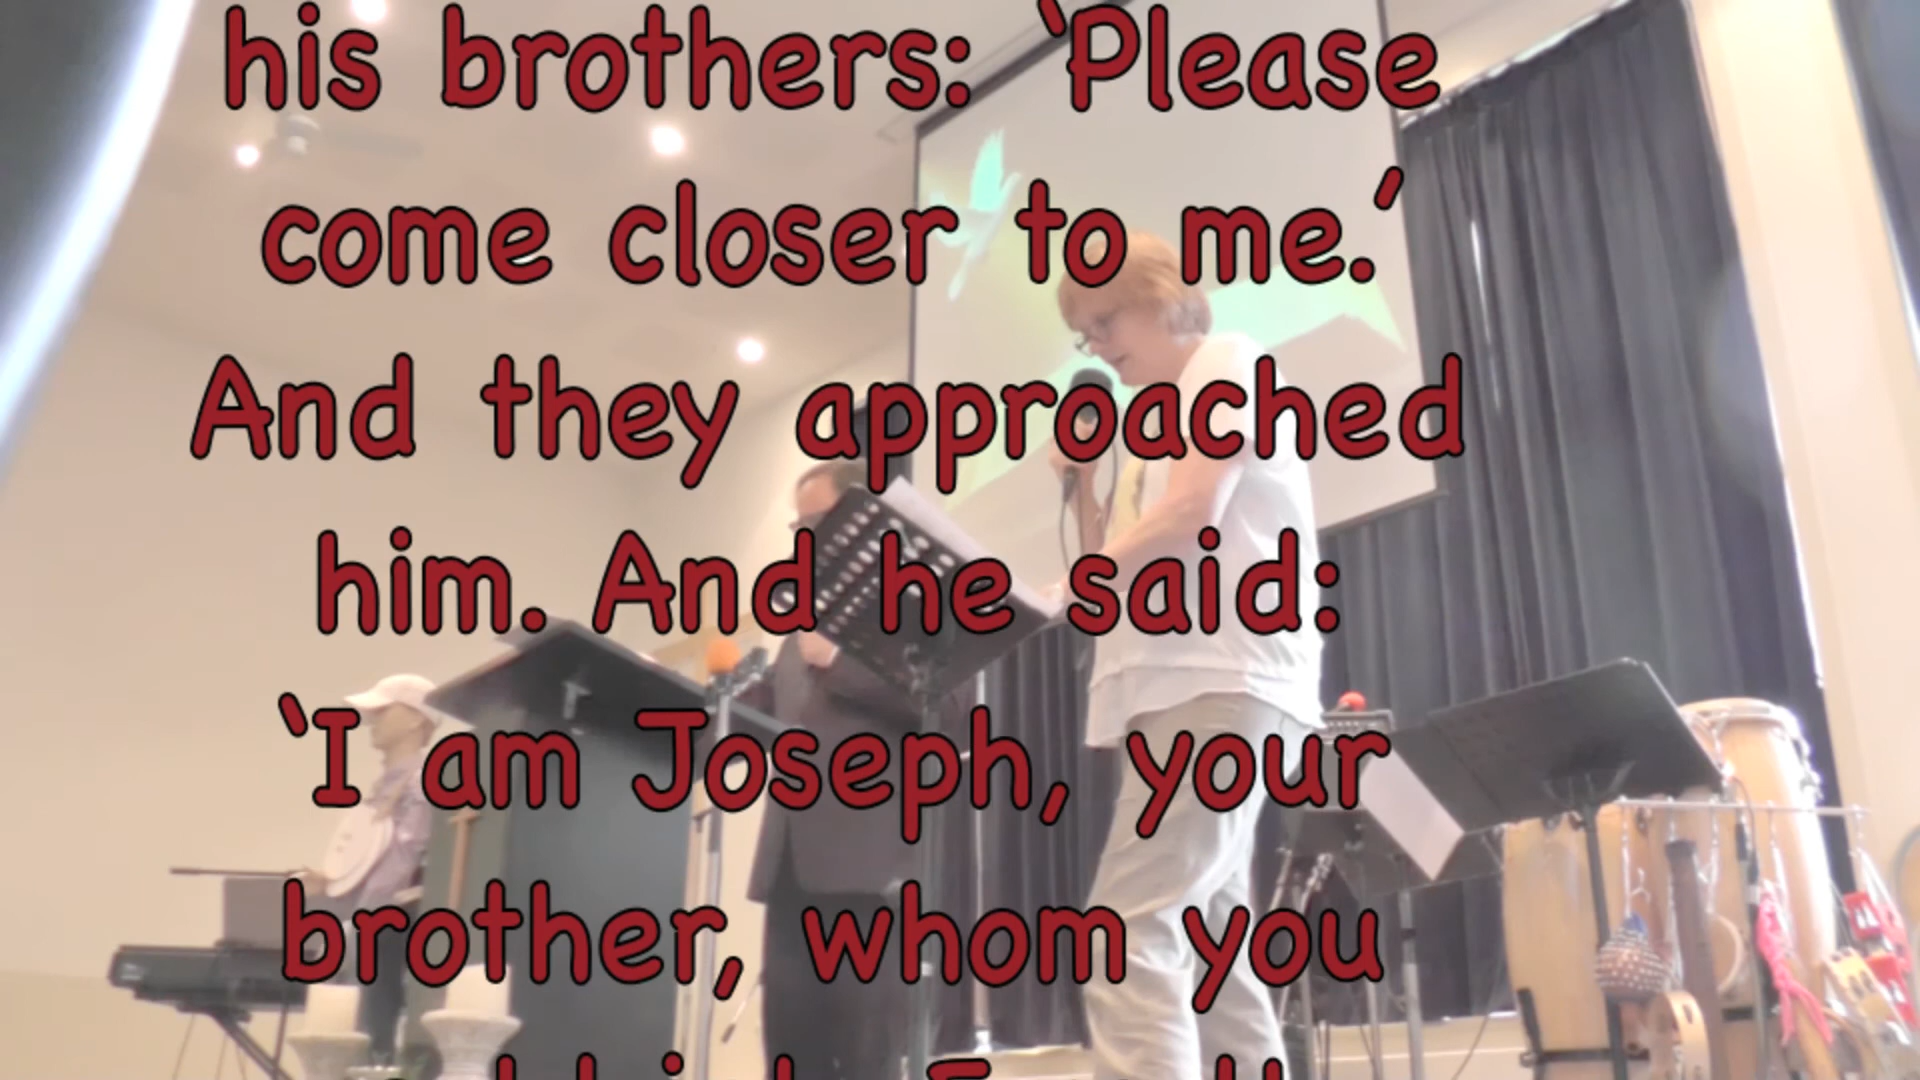 his brothers: ‘Please
come closer to me.’
And they approached
him. And he said:
‘I am Joseph, your
brother, whom you